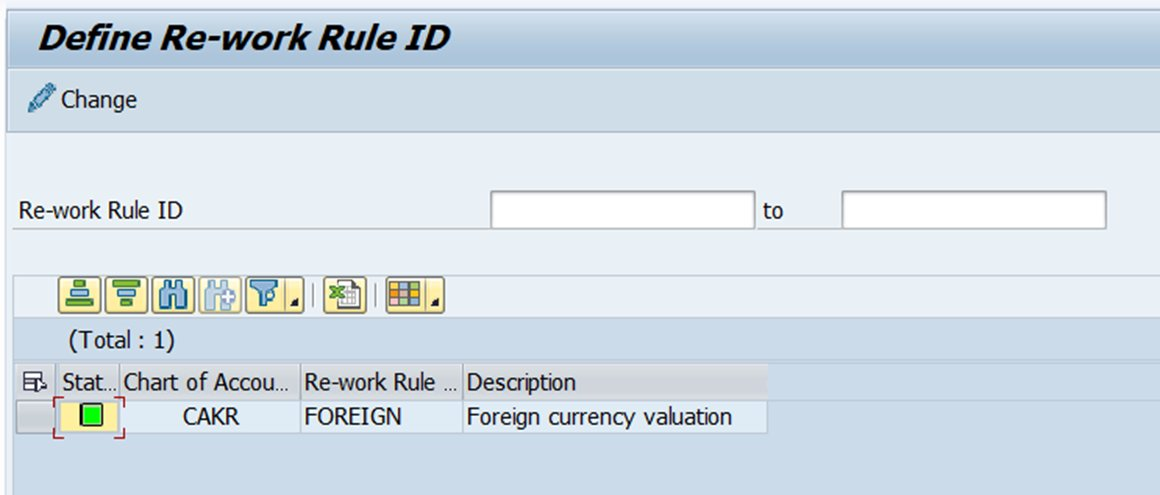 Define Re-work Rule ID
Change
Re-work Rule ID to
(Total : 1)
Stat... Chart of Accou... Re-work Rule ... Description
CAKR FOREIGN Foreign currency valuation